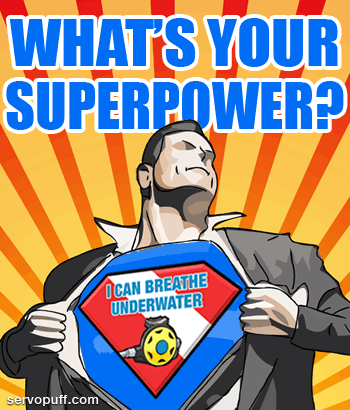 WHAT'S YOUR
SUPERPOWER?
I CAN BREATHE
UNDERWATER
servopuff.com